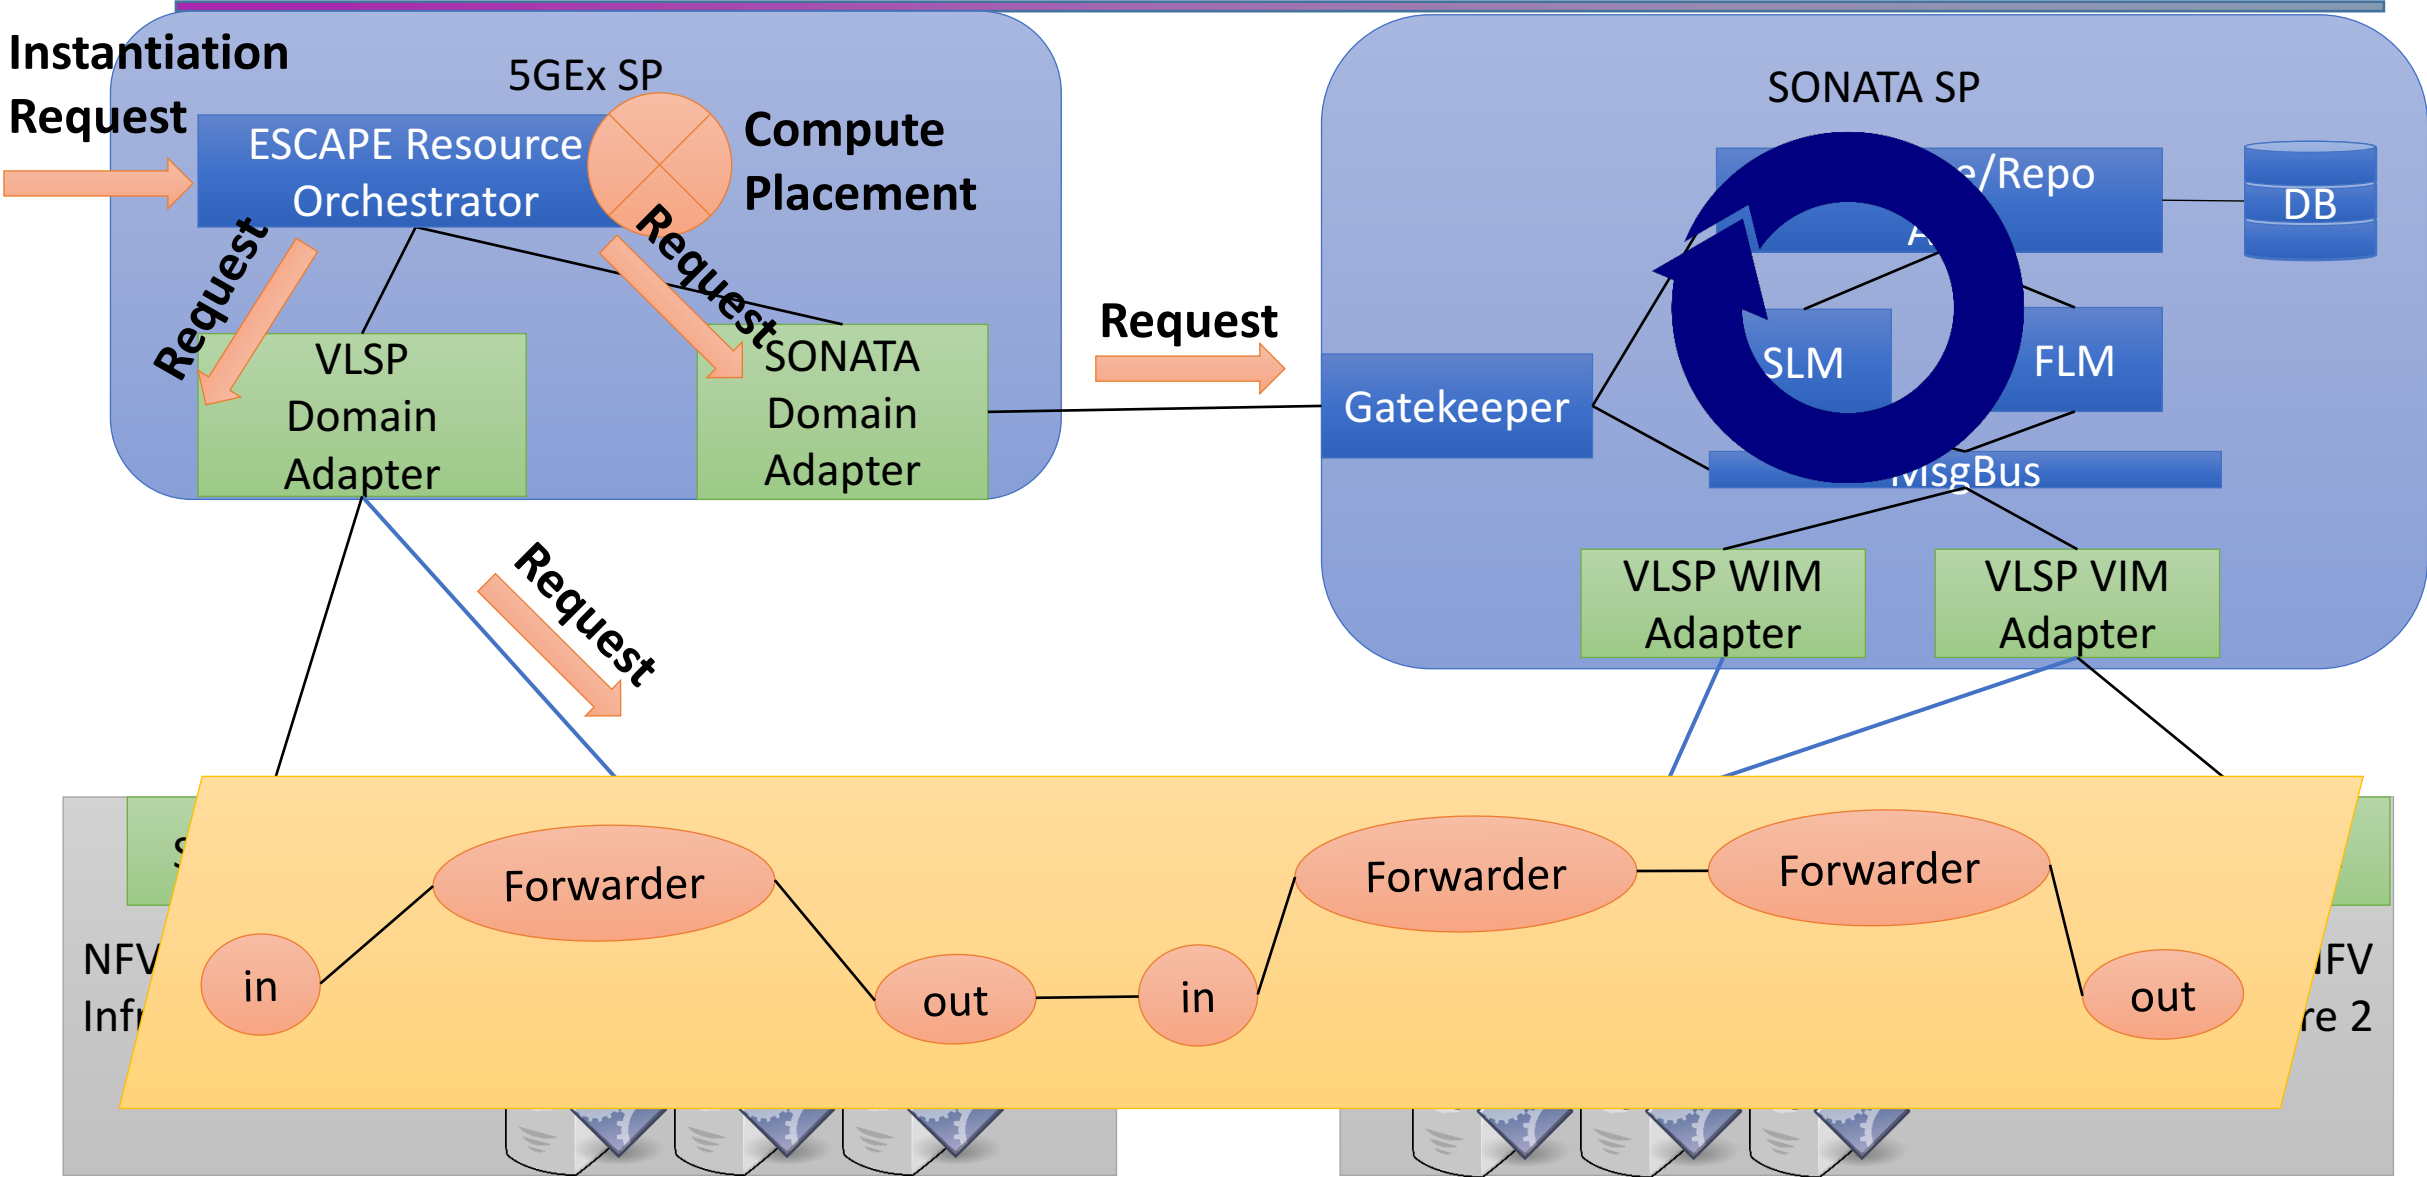 Instantiation
Request
5GEx SP
ESCAPE Resource
Orchestrator
Compute
Placement
Request
Request
VLSP
Domain
Adapter
SONATA
Domain
Adapter
Request
SONATA SP
/Repo
DB
SLM
FLM
Gatekeeper
MsgBus
VLSP WIM
Adapter
VLSP VIM
Adapter
Request
Forwarder
Forwarder
Forwarder
in
out
in
out
NFV
2